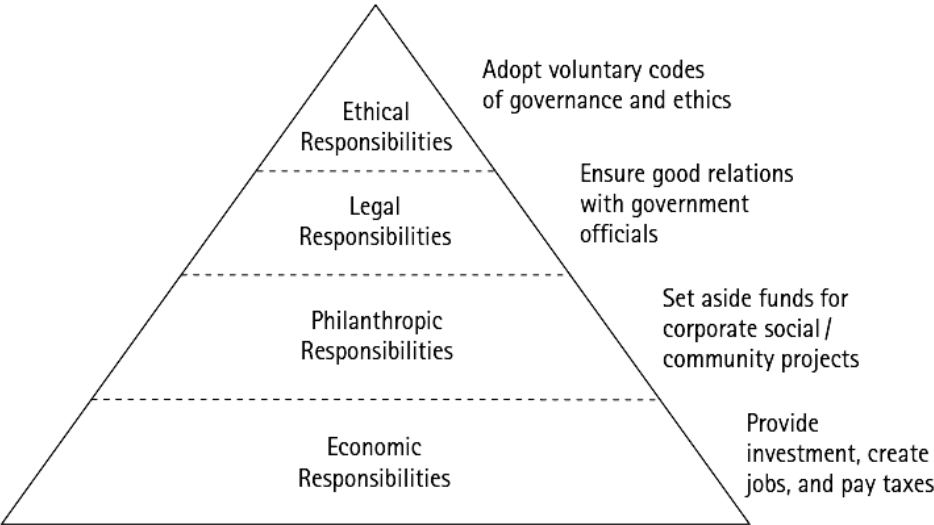 Adopt voluntary codes
of governance and ethics
Ethical
Responsibilities
Ensure good relations
with government
officials
Legal
Responsibilities
Set aside funds for
corporate social/
community projects
Philanthropic
Responsibilities
Provide
investment, create
jobs, and pay taxes
Economic
Responsibilities